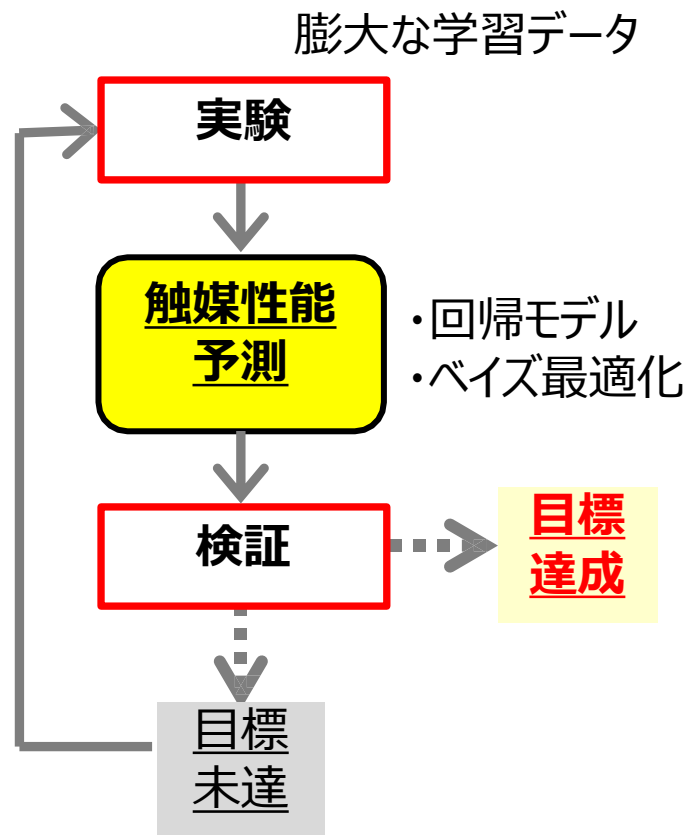 膨大な学習データ
実験
触媒性能
予測
・回帰モデル
・ベイズ最適化
検証
目標
達成
目標
未達